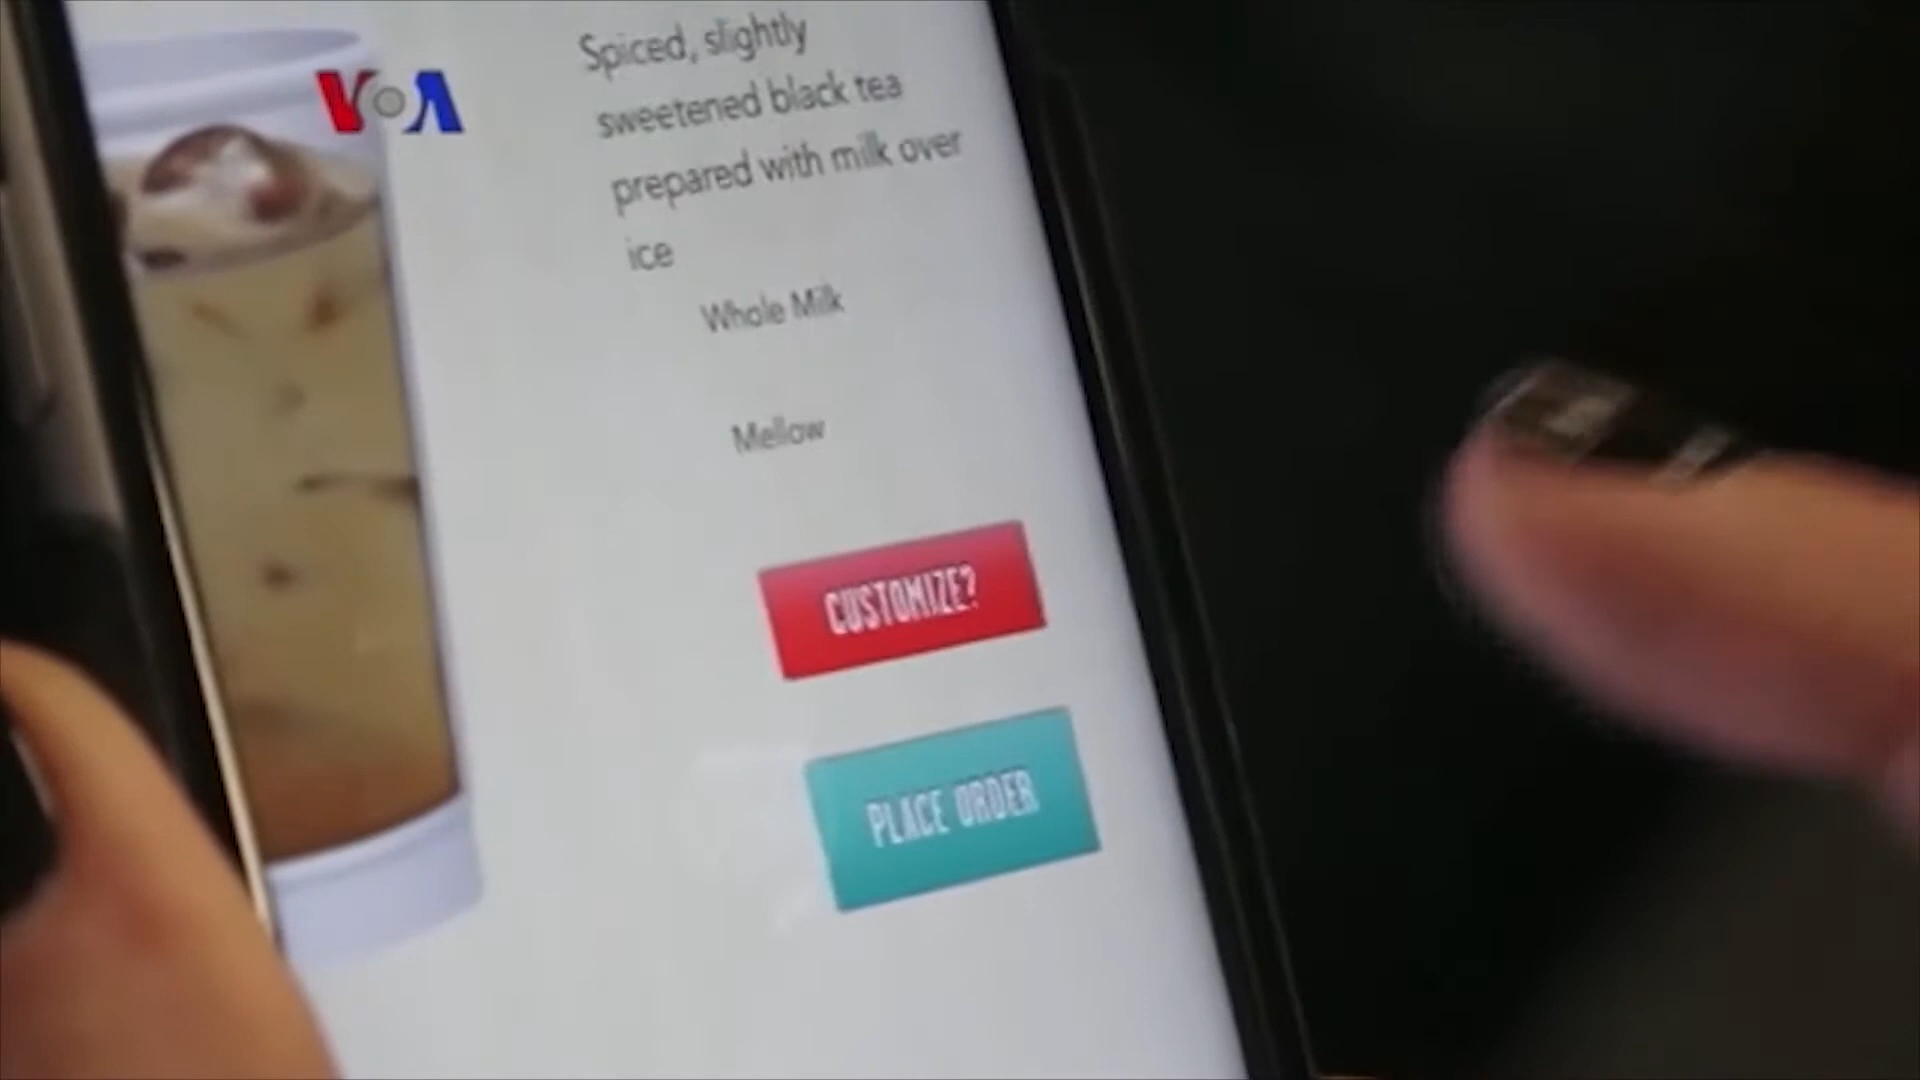 VOA
Spiced, slightly
sweetened black tea
prepared with milk over
ice
Whole Milk
Mellow
CUSTOMIZE?
PLACE ORDER